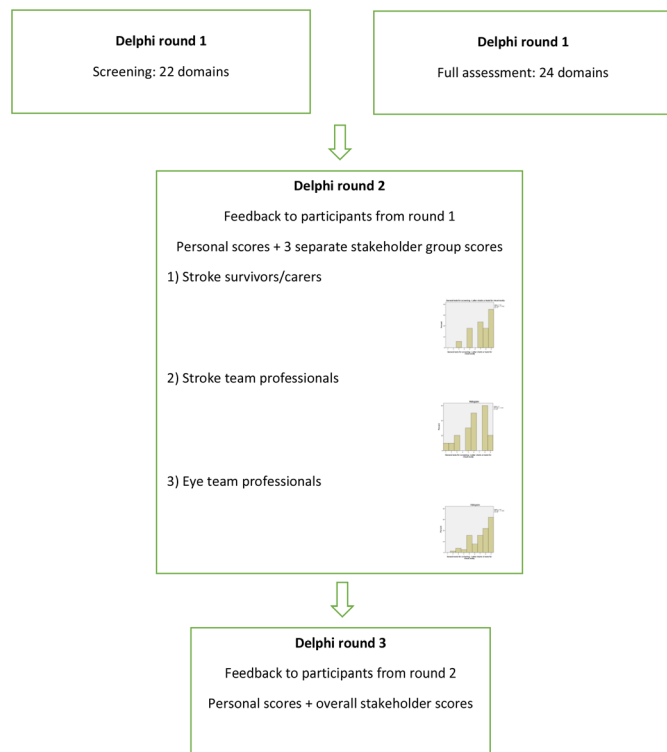 Delphi round 1
Screening: 22 domains
Delphi round 1
Full assessment: 24 domains
Delphi round 2
Feedback to participants from round 1
Personal scores + 3 separate stakeholder group scores
1) Stroke survivors/carers
2) Stroke team professionals
3) Eye team professionals
Delphi round 3
Feedback to participants from round 2
Personal scores + overall stakeholder scores